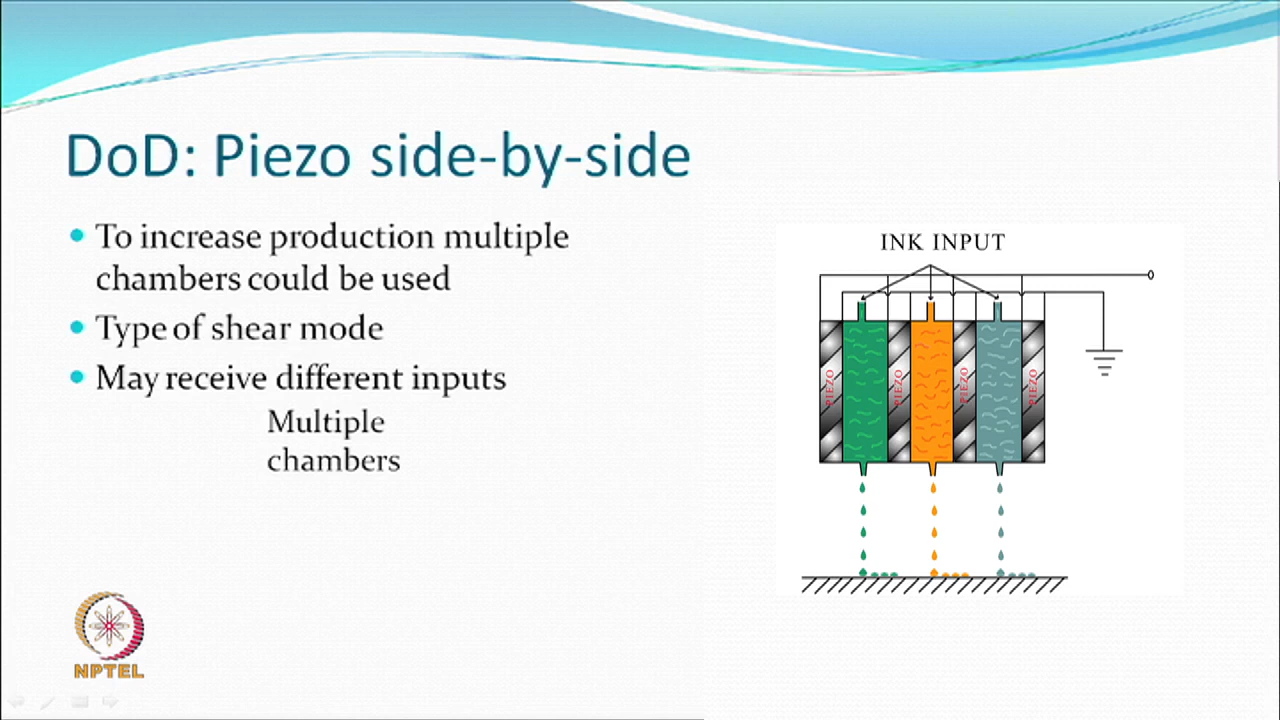 DoD: Piezo side-by-side
To increase production multiple
chambers could be used
Type of shear mode
May receive different inputs
Multiple
chambers
INK INPUT
PIEZO
PIEZO
PIEZO
PIEZO
NPTEL